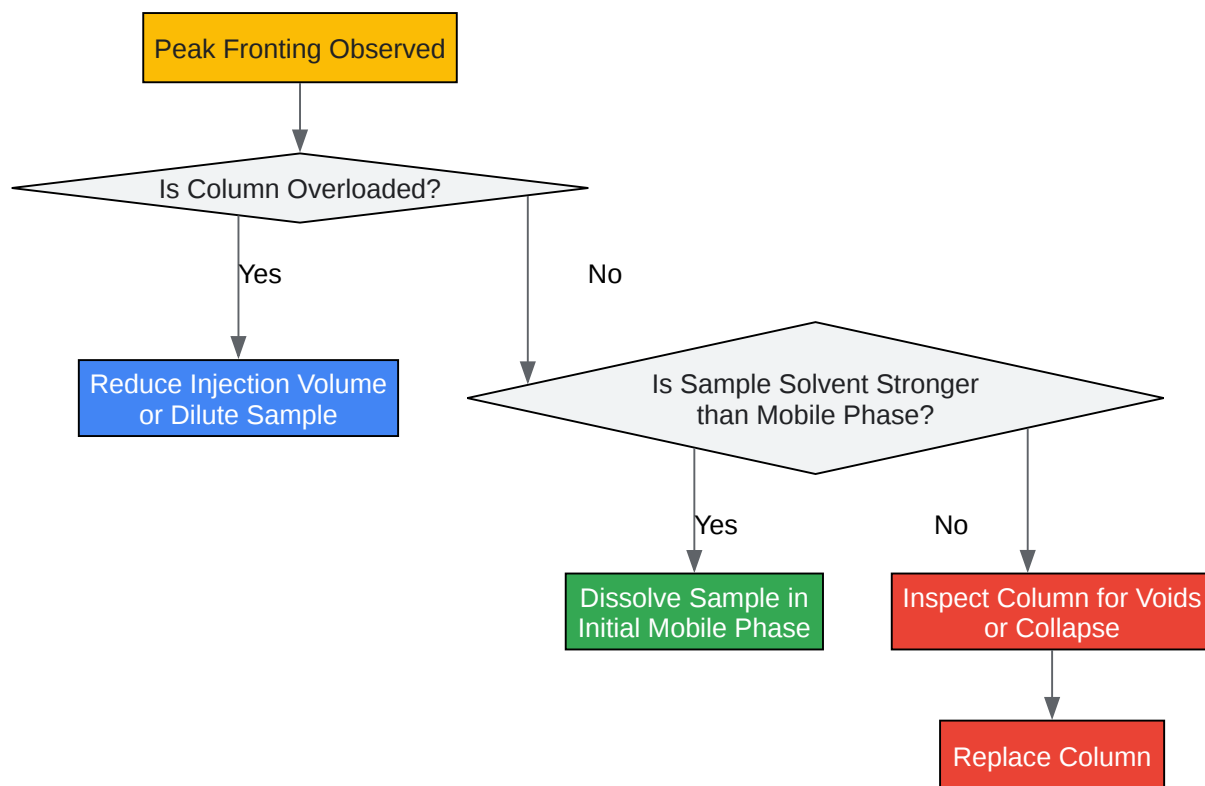 Peak Fronting Observed
Is Column Overloaded?
Yes
No
Reduce Injection Volume
or Dilute Sample
Is Sample Solvent Stronger
than Mobile Phase?
Yes
No
Dissolve Sample in
Initial Mobile Phase
Inspect Column for Voids
or Collapse
Replace Column